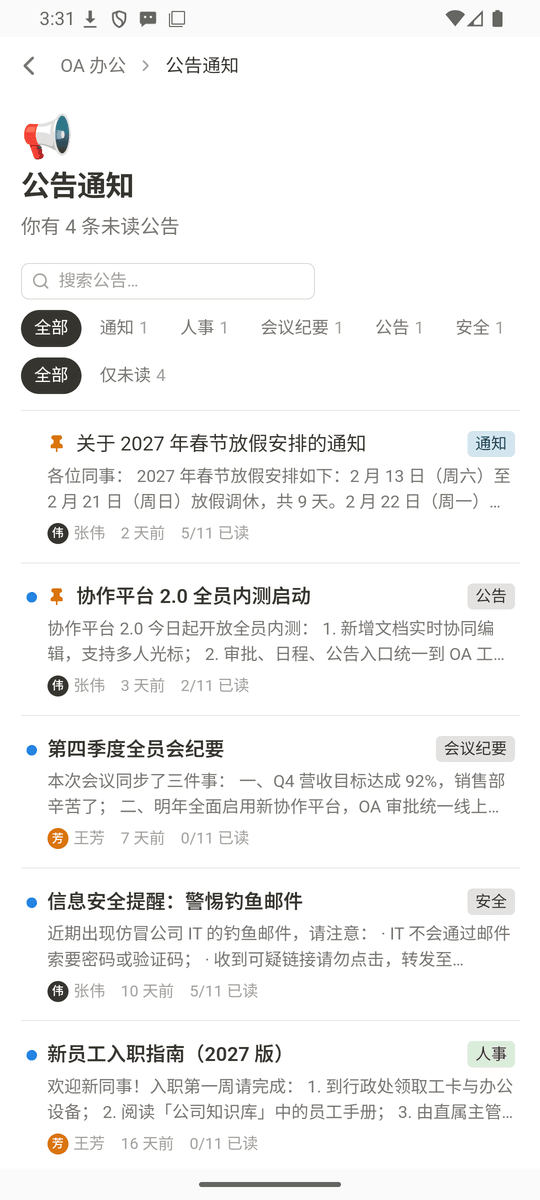 3:31
OA 办公 > 公告通知
公告通知
你有 4 条未读公告
搜索公告…
全部 通知 1 人事 1 会议纪要 1 公告 1 安全 1
全部 仅未读 4
关于 2027 年春节放假安排的通知 通知
各位同事： 2027 年春节放假安排如下：2 月 13 日（周六）至
2 月 21 日（周日）放假调休，共 9 天。2 月 22 日（周一）…
伟 张伟 2 天前 5/11 已读
协作平台 2.0 全员内测启动 公告
协作平台 2.0 今日起开放全员内测： 1. 新增文档实时协同编
辑，支持多人光标； 2. 审批、日程、公告入口统一到 OA 工…
伟 张伟 3 天前 2/11 已读
第四季度全员会纪要 会议纪要
本次会议同步了三件事： 一、Q4 营收目标达成 92%，销售部
辛苦了； 二、明年全面启用新协作平台，OA 审批统一线上…
芳 王芳 7 天前 0/11 已读
信息安全提醒：警惕钓鱼邮件 安全
近期出现仿冒公司 IT 的钓鱼邮件，请注意： · IT 不会通过邮件
索要密码或验证码； · 收到可疑链接请勿点击，转发至…
伟 张伟 10 天前 5/11 已读
新员工入职指南（2027 版） 人事
欢迎新同事！入职第一周请完成： 1. 到行政处领取工卡与办公
设备； 2. 阅读「公司知识库」中的员工手册； 3. 由直属主管…
芳 王芳 16 天前 0/11 已读